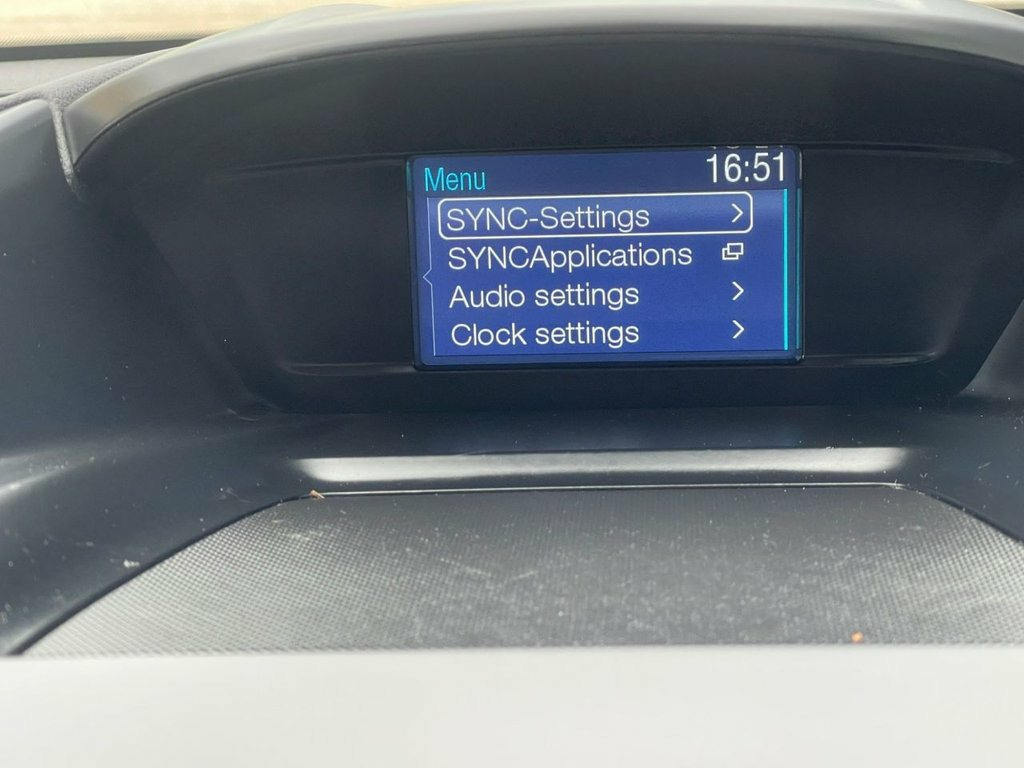 Menu
16:51
SYNC-Settings
SYNCApplications
Audio settings
Clock settings